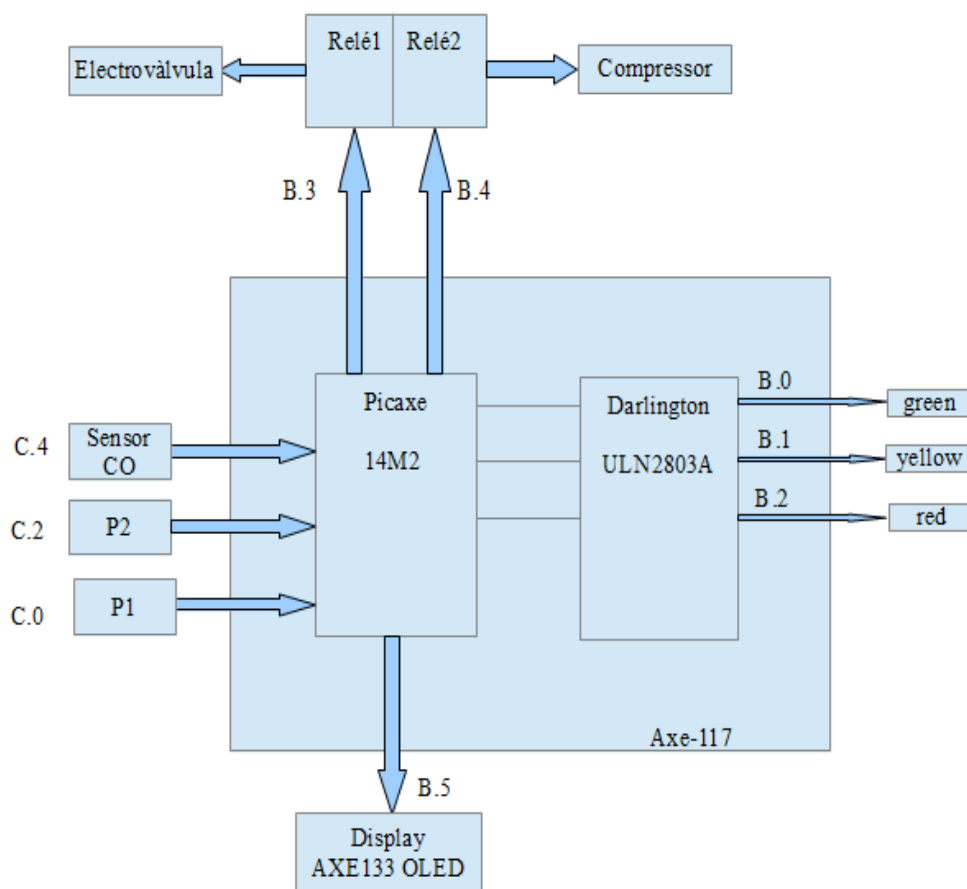 Relé1
Relé2
Electrovàlvula
Compressor
B.3
B.4
Picaxe
14M2
Darlington
ULN2803A
B.0
green
B.1
yellow
B.2
red
C.4
Sensor
CO
C.2
P2
C.0
P1
Axe-117
B.5
Display
AXE133 OLED